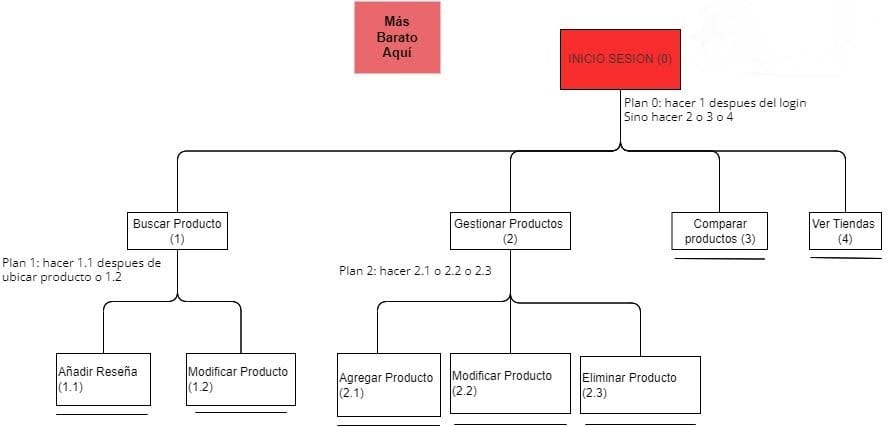 Más
Barato
Aquí
INICIO SESION (0)
Plan 0: hacer 1 despues del login
Sino hacer 2 o 3 o 4
Buscar Producto
(1)
Gestionar Productos
(2)
Comparar
productos (3)
Ver Tiendas
(4)
Plan 1: hacer 1.1 despues de
ubicar producto o 1.2
Plan 2: hacer 2.1 o 2.2 o 2.3
Añadir Reseña
(1.1)
Modificar Producto
(1.2)
Agregar Producto
(2.1)
Modificar Producto
(2.2)
Eliminar Producto
(2.3)